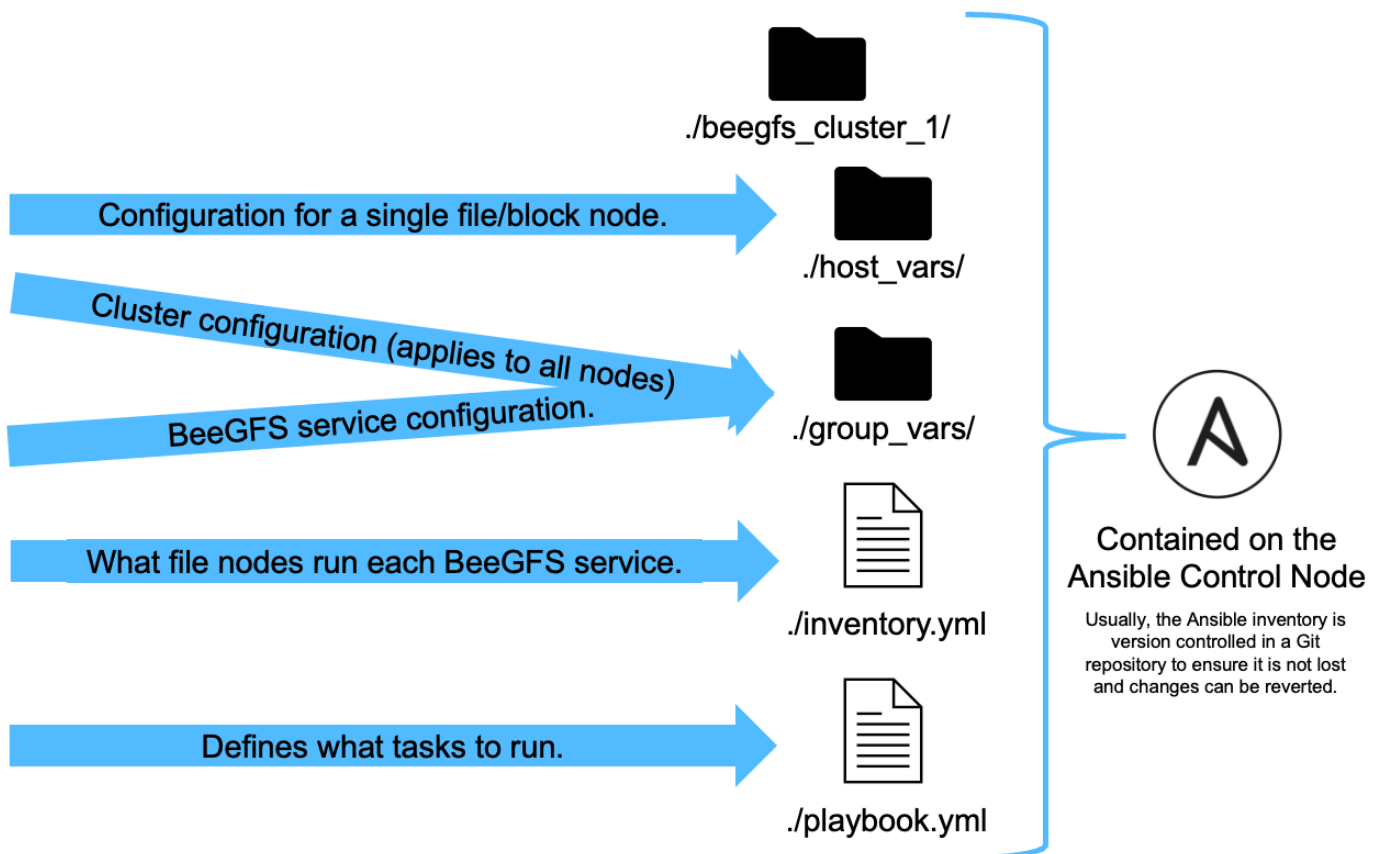 ./beegfs_cluster_1/
Configuration for a single file/block node.
./host_vars/
Cluster configuration (applies to all nodes)
BeeGFS service configuration.
./group_vars/
What file nodes run each BeeGFS service.
./inventory.yml
Defines what tasks to run.
./playbook.yml
Contained on the
Ansible Control Node
Usually, the Ansible inventory is
version controlled in a Git
repository to ensure it is not lost
and changes can be reverted.